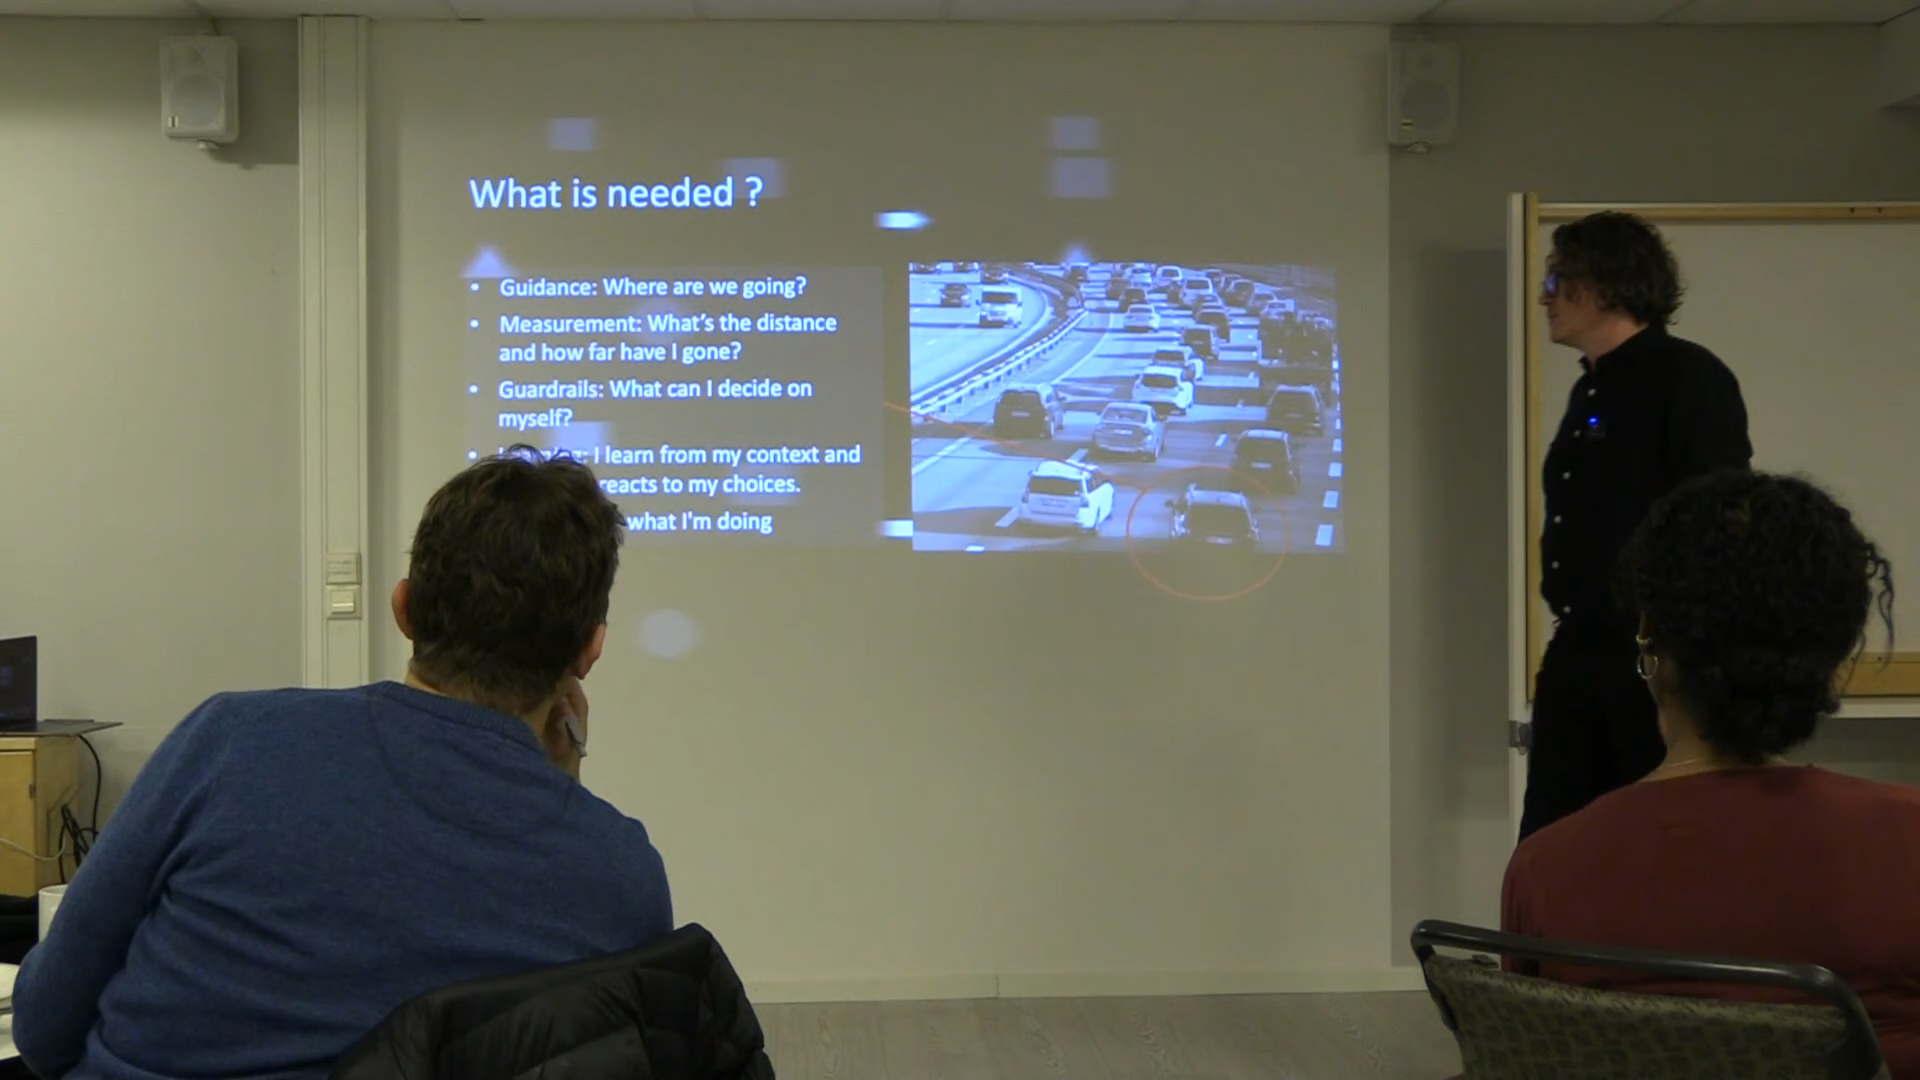 What is needed ?
• Guidance: Where are we going?
• Measurement: What's the distance
and how far have I gone?
• Guardrails: What can I decide on
myself?
• I learn from my context and
reacts to my choices.
what I'm doing